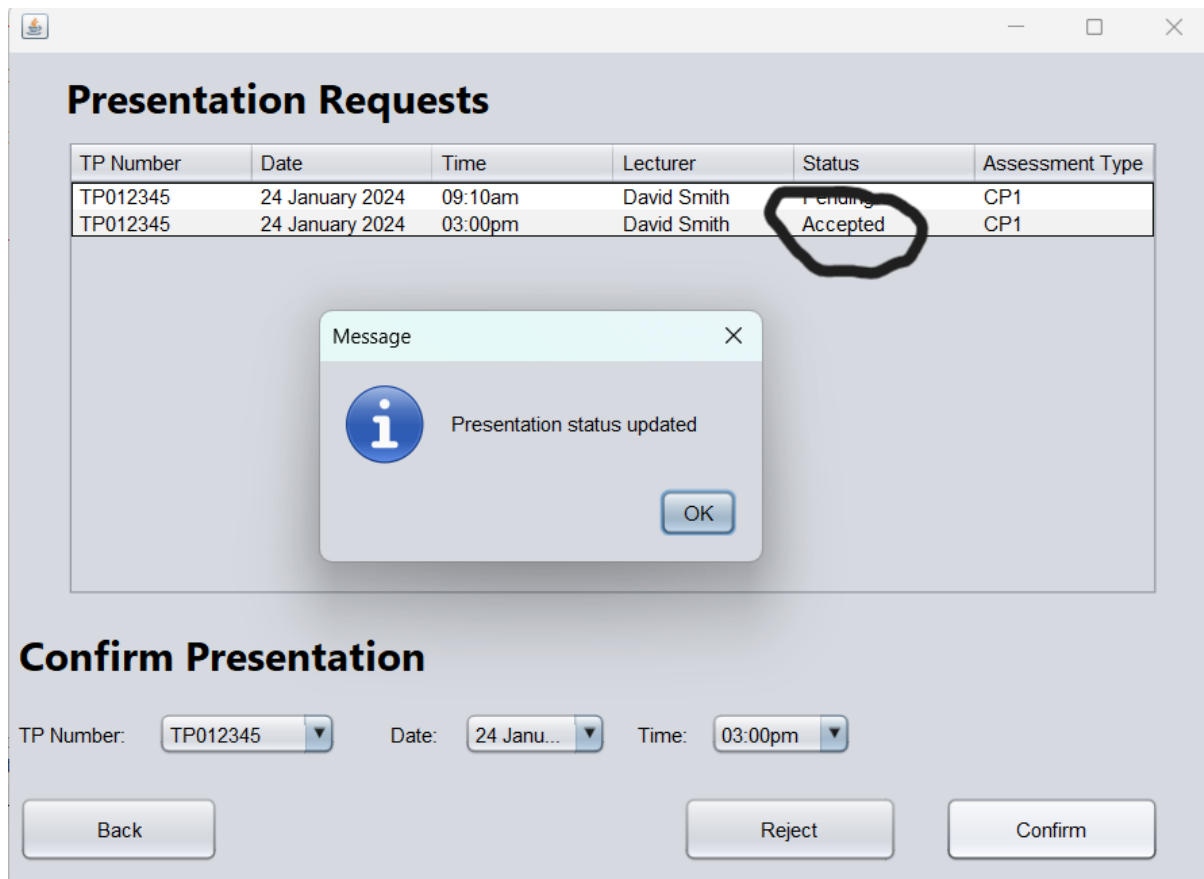 Presentation Requests
TP Number Date Time Lecturer Status Assessment Type
TP012345 24 January 2024 09:10am David Smith Pending CP1
TP012345 24 January 2024 03:00pm David Smith Accepted CP1
Message
Presentation status updated
OK
Confirm Presentation
TP Number: TP012345 Date: 24 Janu... Time: 03:00pm
Back Reject Confirm